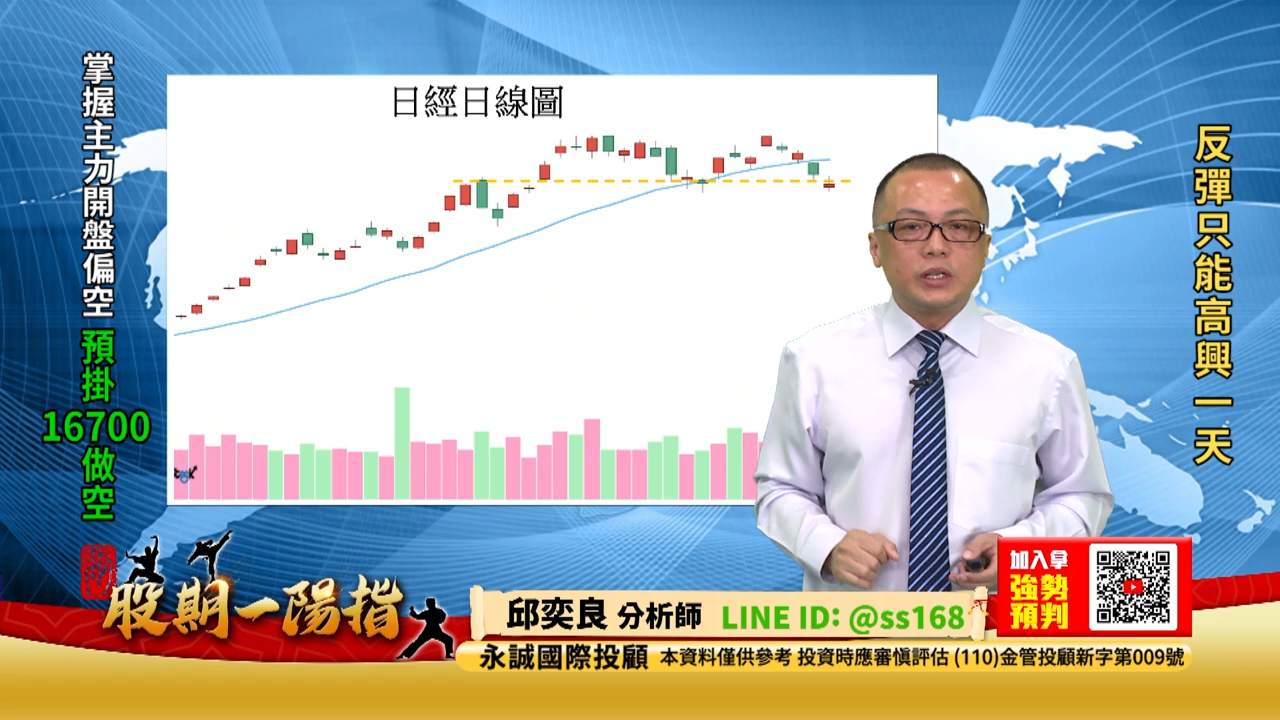 掌握主力開盤偏空
預掛
16700
做空
日經日線圖
反彈只能高興一天
股期一陽指
邱奕良 分析師 LINE ID: @ss168
加入拿
強勢
預判
永誠國際投顧 本資料僅供參考 投資時應審慎評估 (110)金管投顧新字第009號